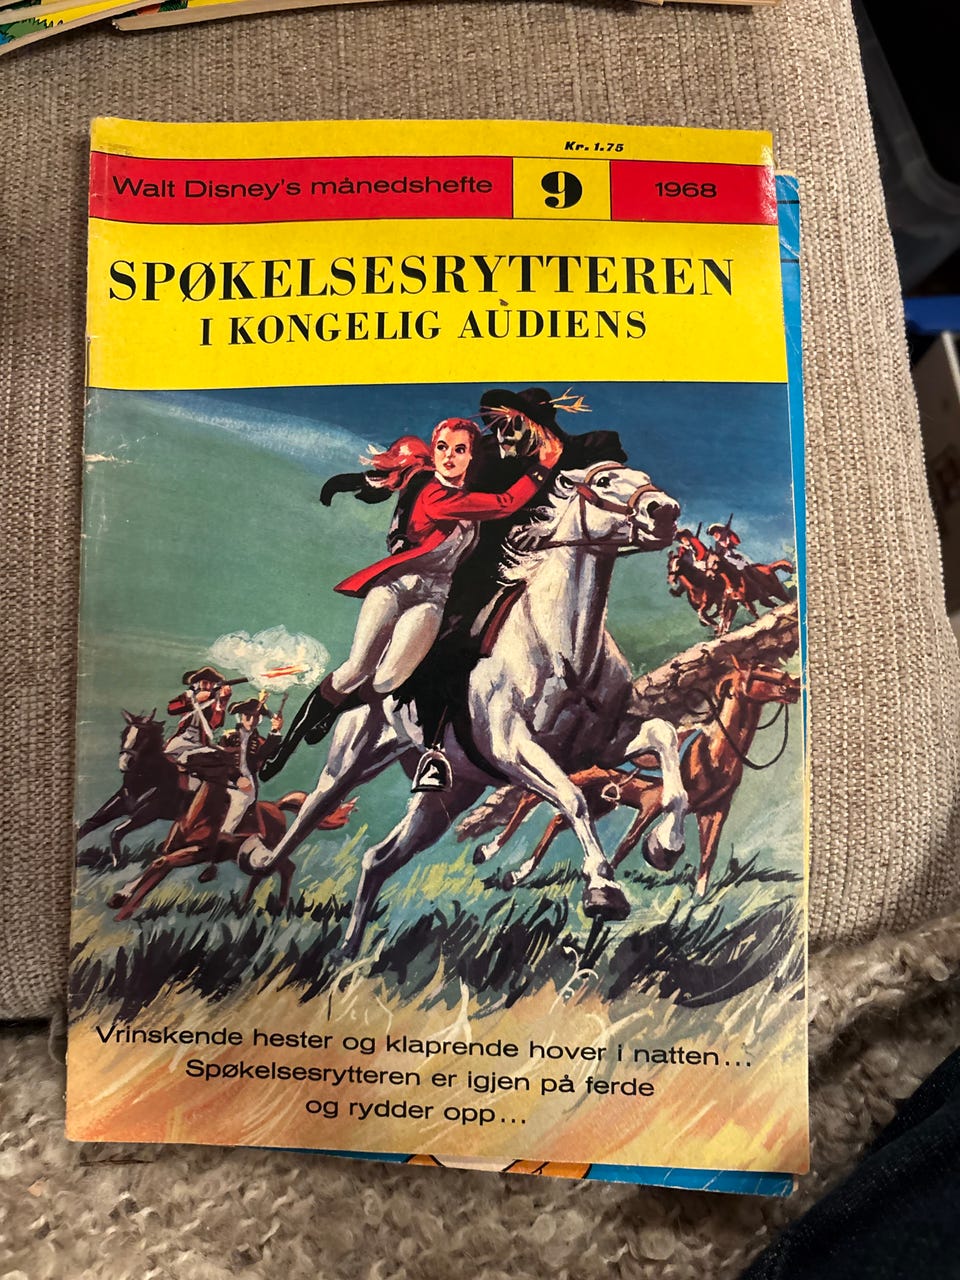 Kr. 1.75
Walt Disney's månedshefte 9 1968
SPØKELSESRYTTEREN
I KONGELIG AUDIENS
Vrinskende hester og klaprende hover i natten...
Spøkelsesrytteren er igjen på ferde
og rydder opp...